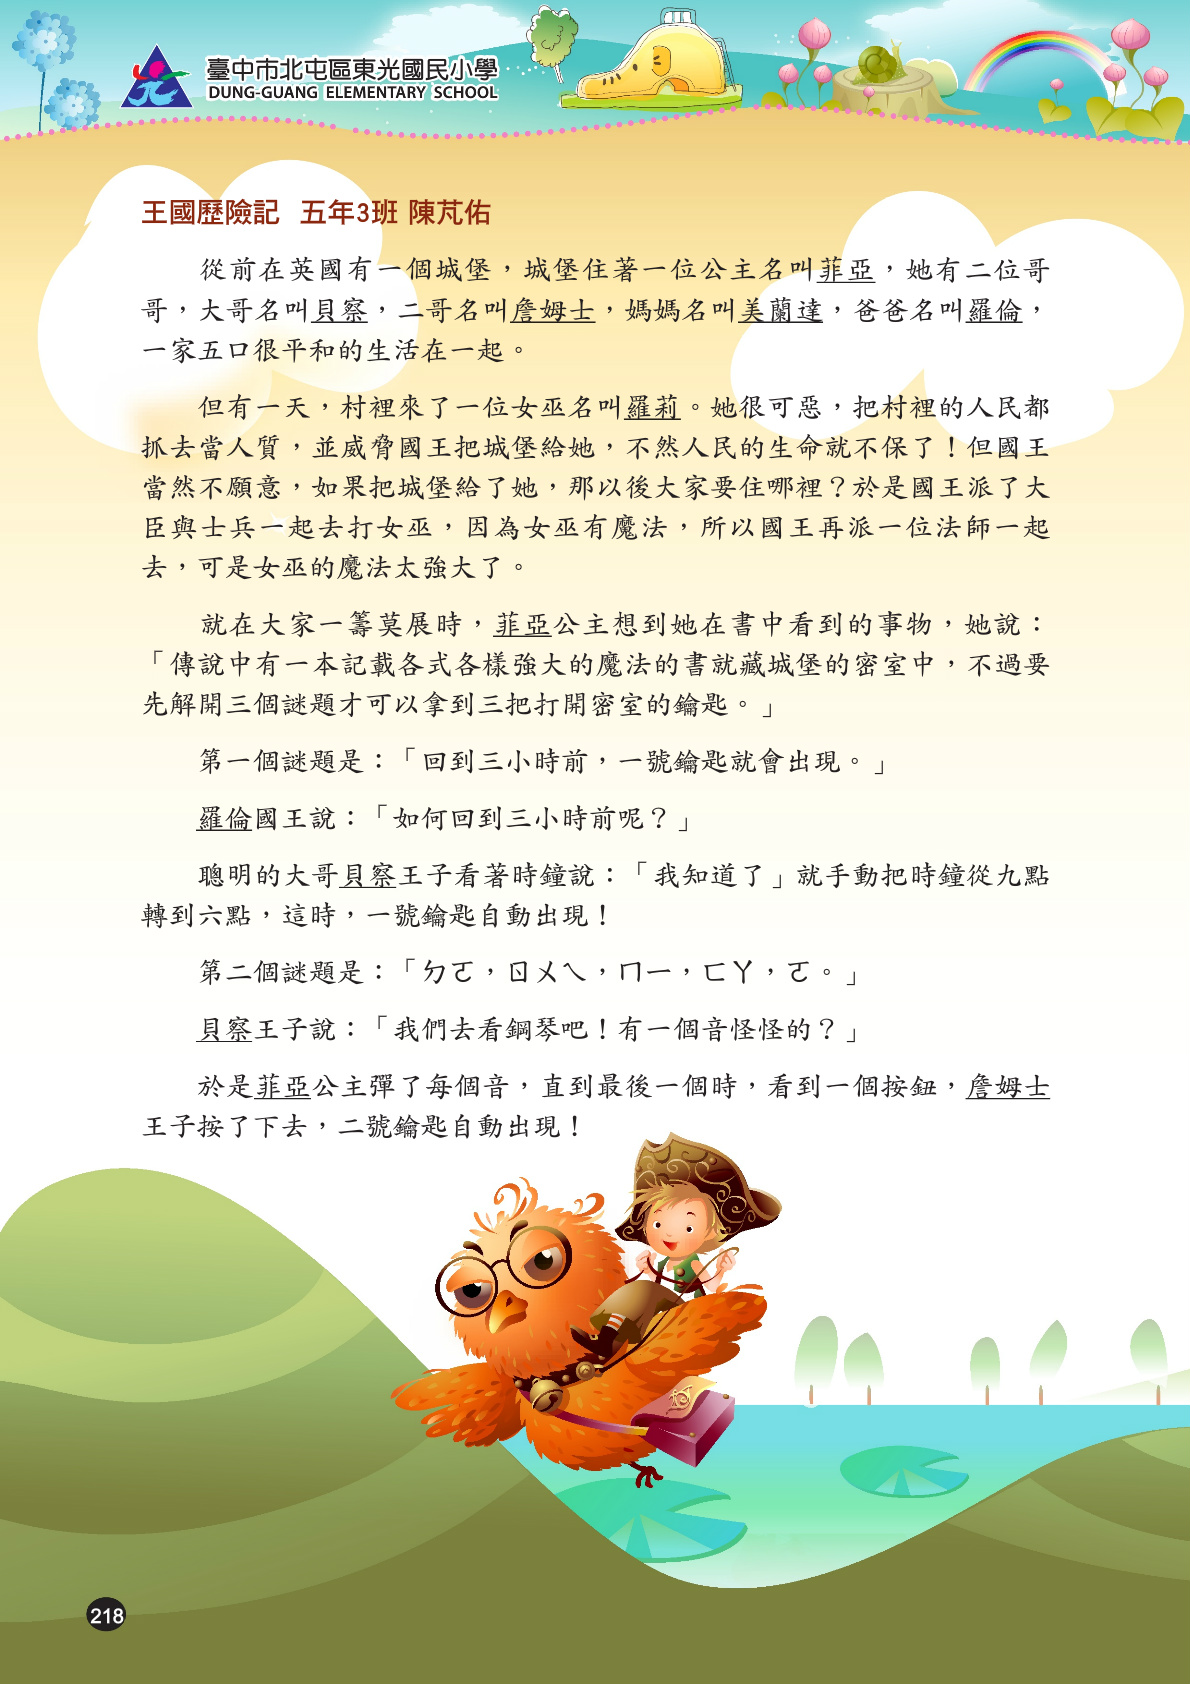 臺中市北屯區東光國民小學
DUNG-GUANG ELEMENTARY SCHOOL
王國歷險記 五年3班 陳芃佑
從前在英國有一個城堡，城堡住著一位公主名叫菲亞，她有二位哥
哥，大哥名叫貝察，二哥名叫詹姆士，媽媽名叫美蘭達，爸爸名叫羅倫，
一家五口很平和的生活在一起。
但有一天，村裡來了一位女巫名叫羅莉。她很可惡，把村裡的人民都
抓去當人質，並威脅國王把城堡給她，不然人民的生命就不保了！但國王
當然不願意，如果把城堡給了她，那以後大家要住哪裡？於是國王派了大
臣與士兵一起去打女巫，因為女巫有魔法，所以國王再派一位法師一起
去，可是女巫的魔法太強大了。
就在大家一籌莫展時，菲亞公主想到她在書中看到的事物，她說：
「傳說中有一本記載各式各樣強大的魔法的書就藏城堡的密室中，不過要
先解開三個謎題才可以拿到三把打開密室的鑰匙。」
第一個謎題是：「回到三小時前，一號鑰匙就會出現。」
羅倫國王說：「如何回到三小時前呢？」
聰明的大哥貝察王子看著時鐘說：「我知道了」就手動把時鐘從九點
轉到六點，這時，一號鑰匙自動出現！
第二個謎題是：「ㄉㄛ，ㄖㄨㄟ，ㄇㄧ，ㄈㄚ，ㄛ。」
貝察王子說：「我們去看鋼琴吧！有一個音怪怪的？」
於是菲亞公主彈了每個音，直到最後一個時，看到一個按鈕，詹姆士
王子按了下去，二號鑰匙自動出現！
218